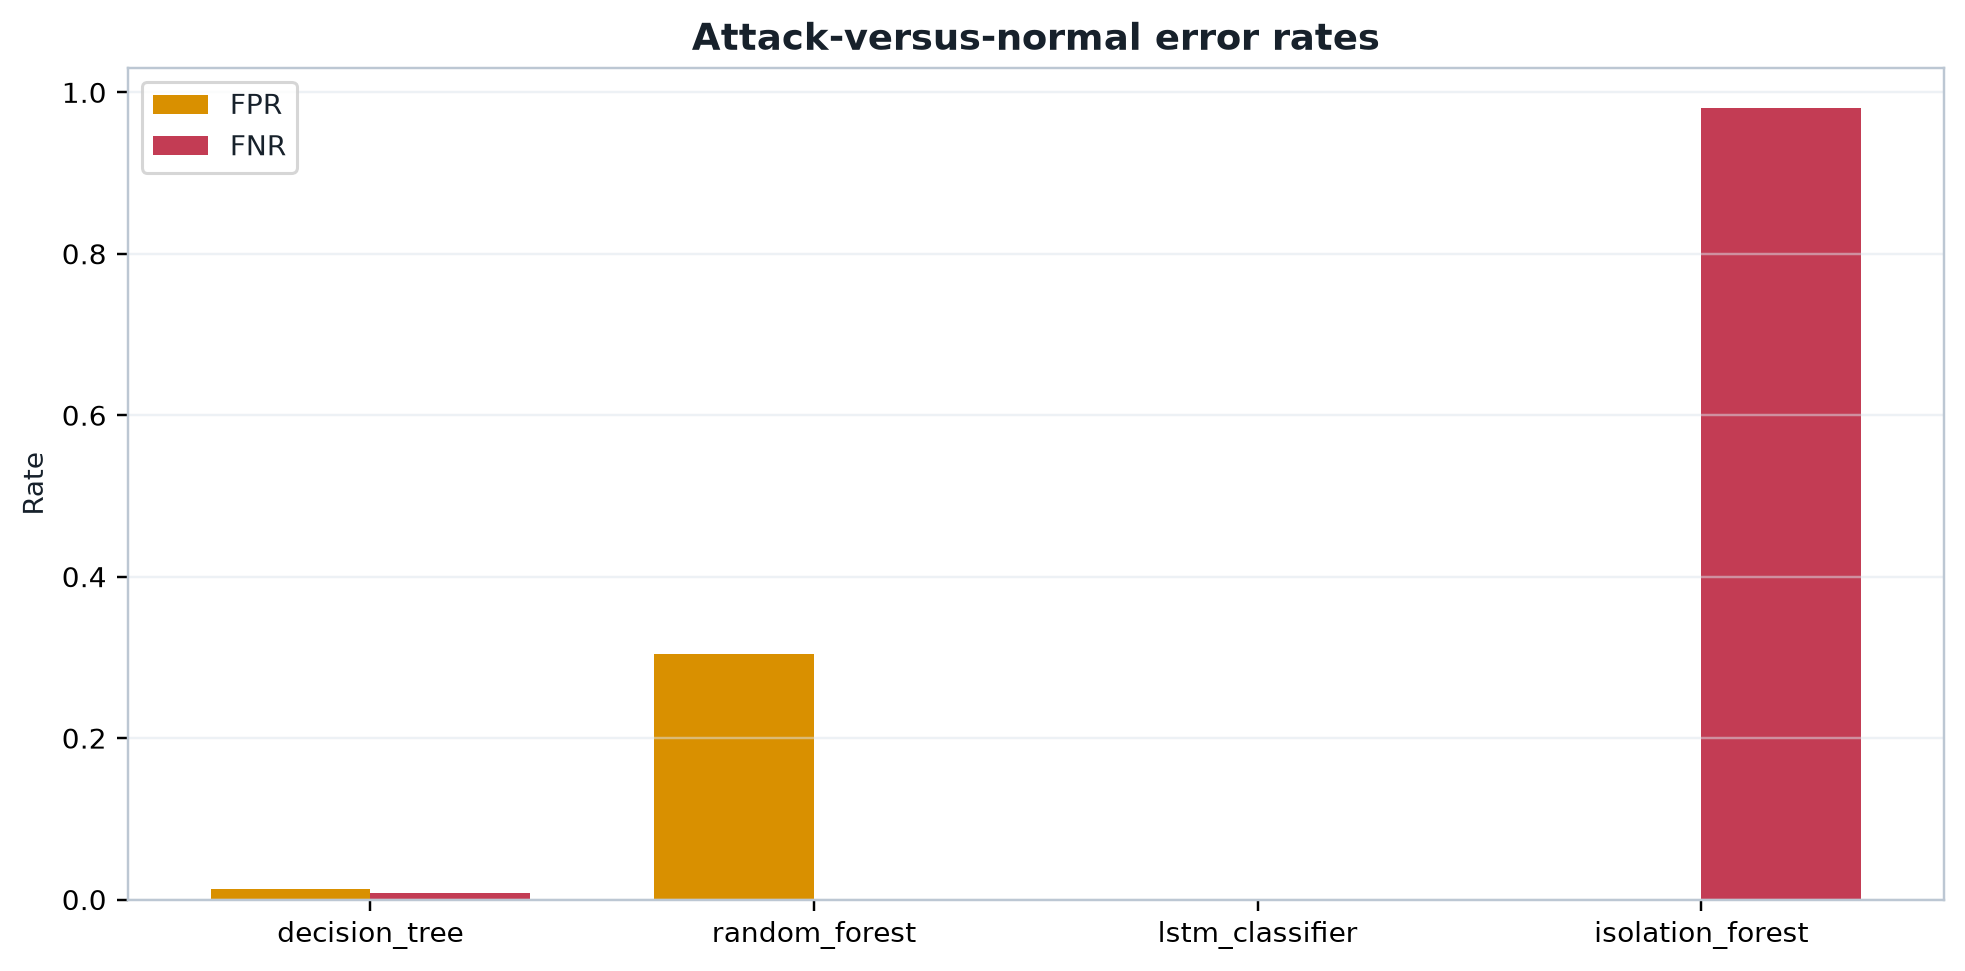 Attack-versus-normal error rates
FPR
FNR
Rate
1.0
0.8
0.6
0.4
0.2
0.0
decision_tree
random_forest
lstm_classifier
isolation_forest